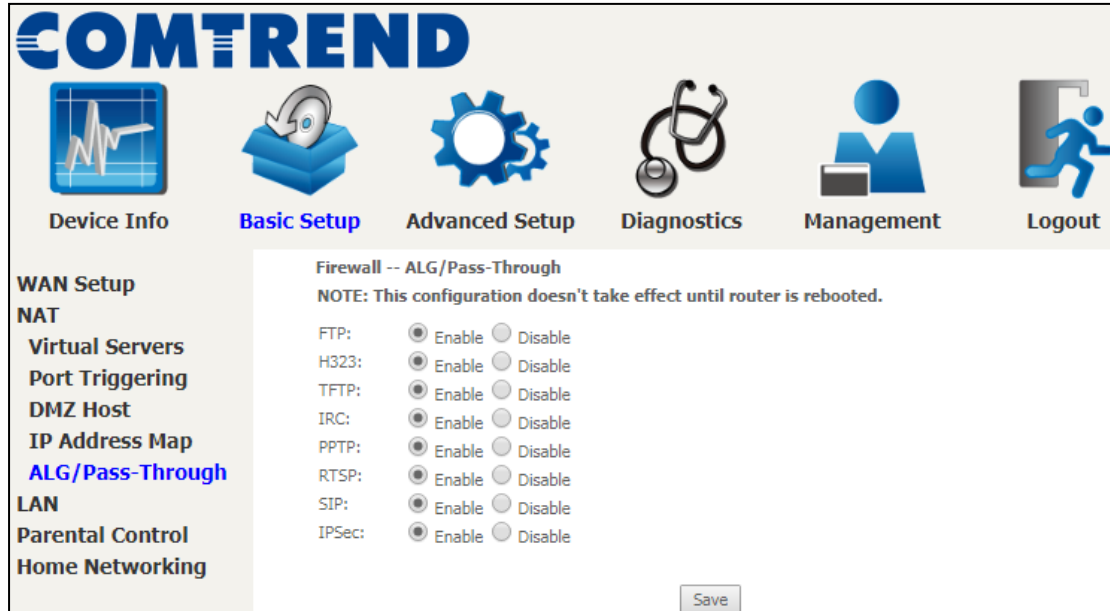 COMTREND
Device Info
Basic Setup
Advanced Setup
Diagnostics
Management
Logout
WAN Setup
NAT
Virtual Servers
Port Triggering
DMZ Host
IP Address Map
ALG/Pass-Through
LAN
Parental Control
Home Networking
Firewall -- ALG/Pass-Through
NOTE: This configuration doesn't take effect until router is rebooted.
FTP: Enable Disable
H323: Enable Disable
TFTP: Enable Disable
IRC: Enable Disable
PPTP: Enable Disable
RTSP: Enable Disable
SIP: Enable Disable
IPSec: Enable Disable
Save